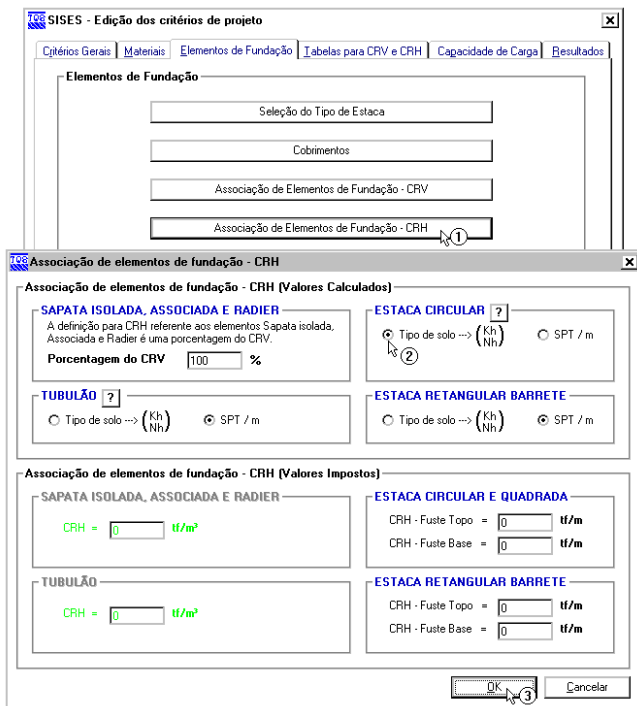 TQS SISES - Edição dos critérios de projeto
Critérios Gerais Materiais Elementos de Fundação Tabelas para CRV e CRH Capacidade de Carga Resultados
Elementos de Fundação
Seleção do Tipo de Estaca
Cobrimentos
Associação de Elementos de Fundação - CRV
Associação de Elementos de Fundação - CRH
1
TQS Associação de elementos de fundação - CRH
Associação de elementos de fundação - CRH (Valores Calculados)
SAPATA ISOLADA, ASSOCIADA E RADIER
A definição para CRH referente aos elementos Sapata isolada,
Associada e Radier é uma porcentagem do CRV.
Porcentagem do CRV 100 %
ESTACA CIRCULAR ?
Tipo de solo ---> (Kh Nh) SPT / m
2
TUBULÃO ?
Tipo de solo ---> (Kh Nh) SPT / m
ESTACA RETANGULAR BARRETE
Tipo de solo ---> (Kh Nh) SPT / m
Associação de elementos de fundação - CRH (Valores Impostos)
SAPATA ISOLADA, ASSOCIADA E RADIER
CRH = 0 tf/m³
ESTACA CIRCULAR E QUADRADA
CRH - Fuste Topo = 0 tf/m
CRH - Fuste Base = 0 tf/m
TUBULÃO
CRH = 0 tf/m³
ESTACA RETANGULAR BARRETE
CRH - Fuste Topo = 0 tf/m
CRH - Fuste Base = 0 tf/m
OK 3 Cancelar